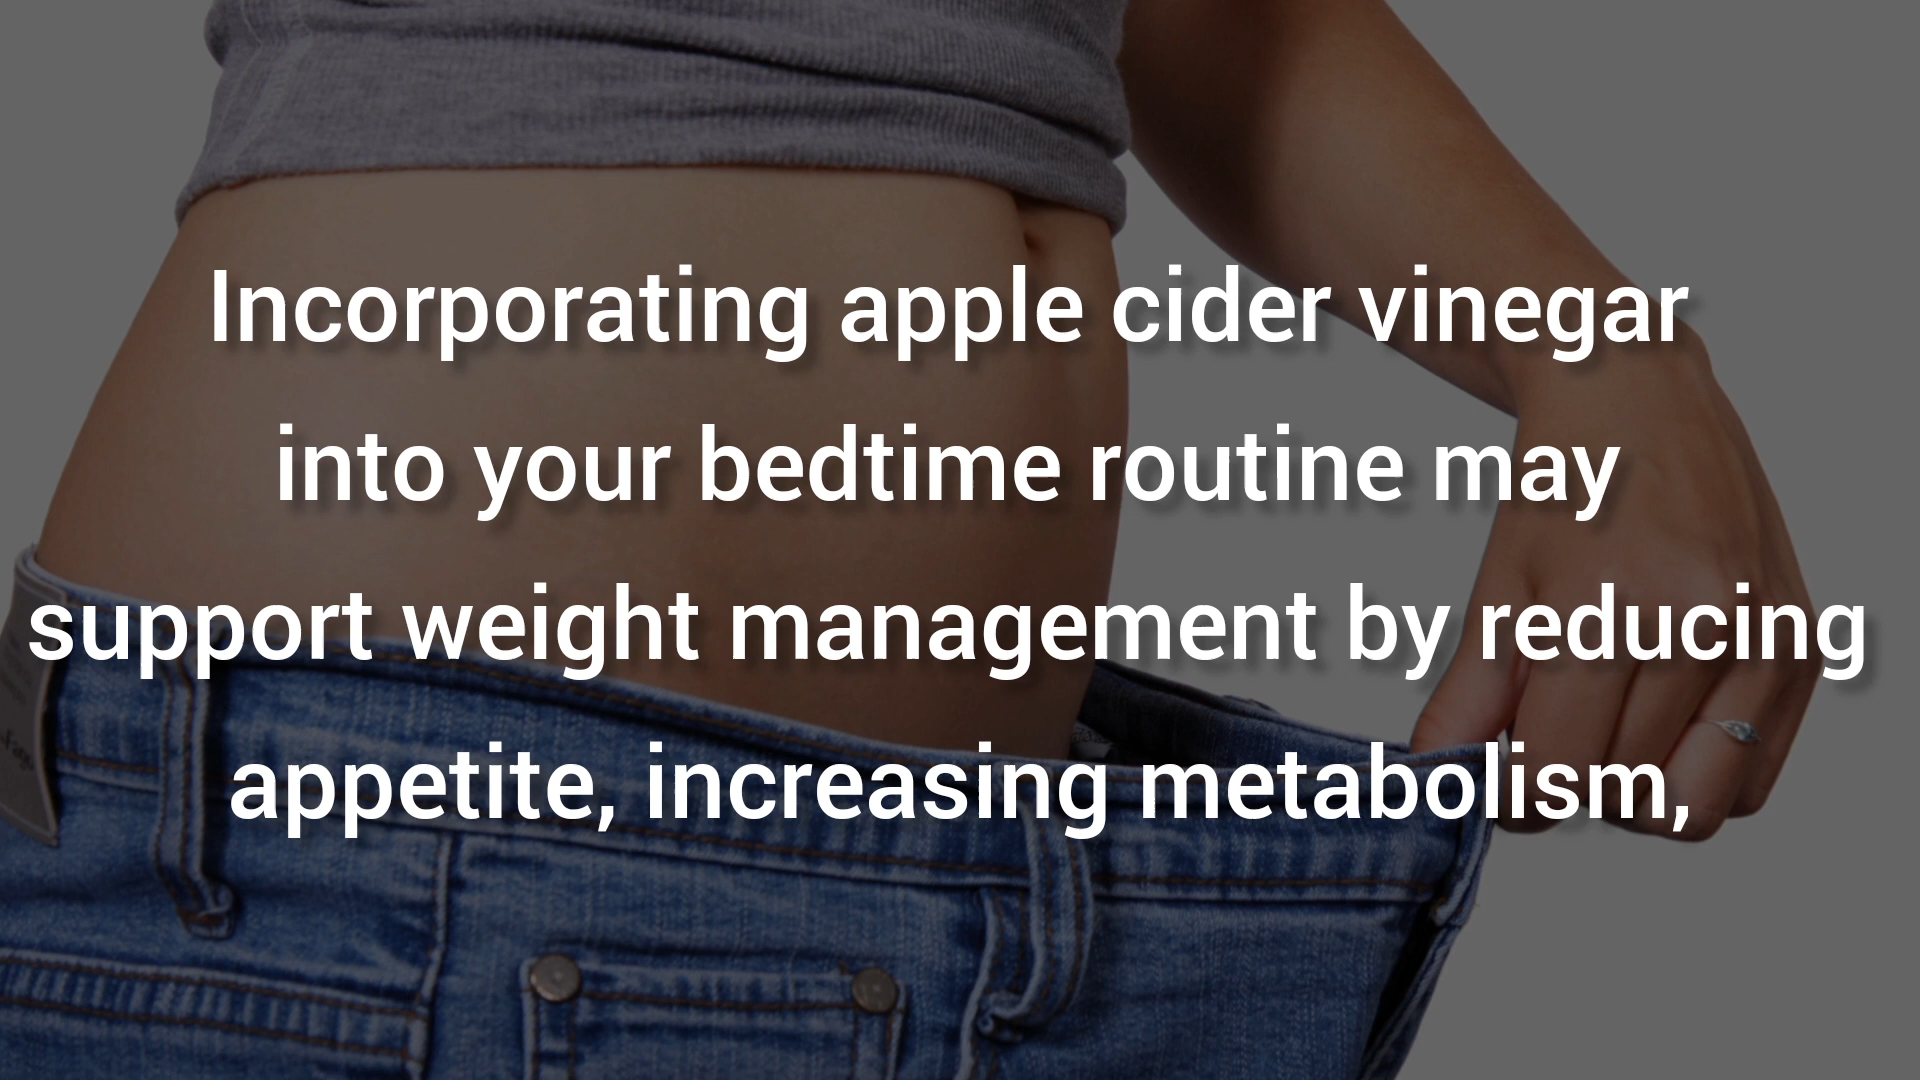 Incorporating apple cider vinegar
into your bedtime routine may
support weight management by reducing
appetite, increasing metabolism,